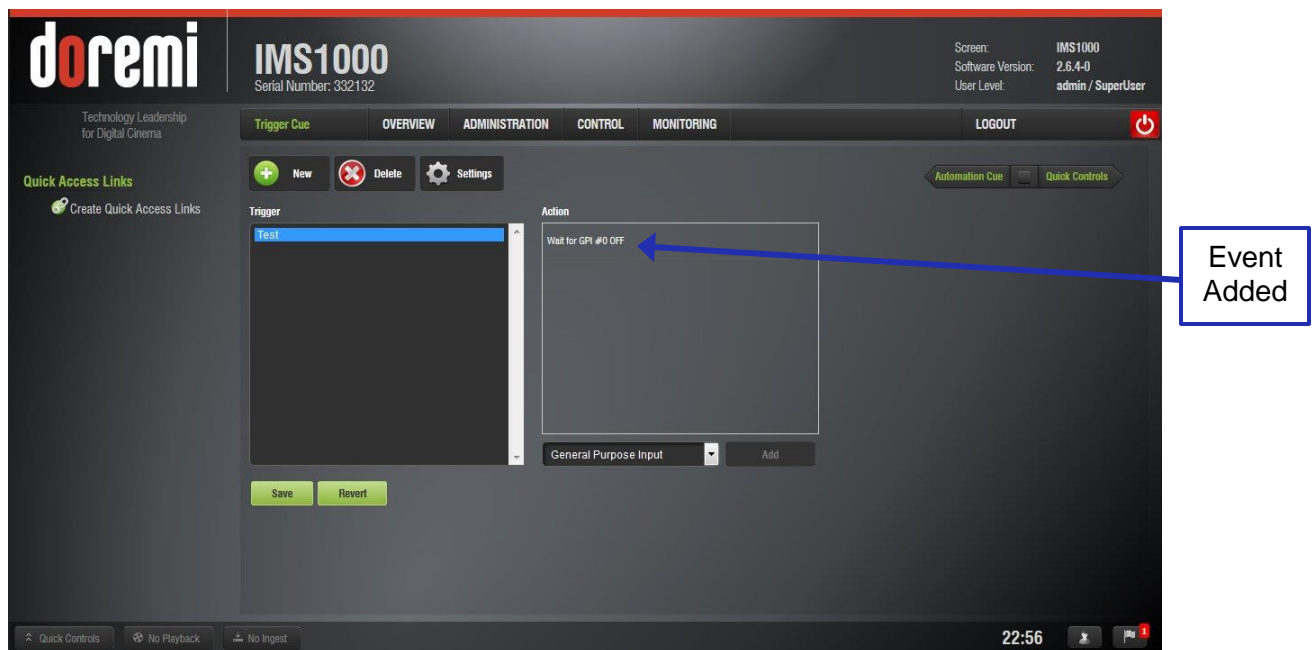 doremi
IMS1000
Serial Number: 332132
Screen: IMS1000
Software Version: 2.6.4-0
User Level: admin / SuperUser
Technology Leadership
for Digital Cinema
Trigger Cue OVERVIEW ADMINISTRATION CONTROL MONITORING LOGOUT
Quick Access Links
Create Quick Access Links
New Delete Settings
Automation Cue Quick Controls
Trigger Action
Test
Wait for GPI #0 OFF
Event
Added
General Purpose Input Add
Save Revert
Quick Controls No Playback No Ingest 22:56 1